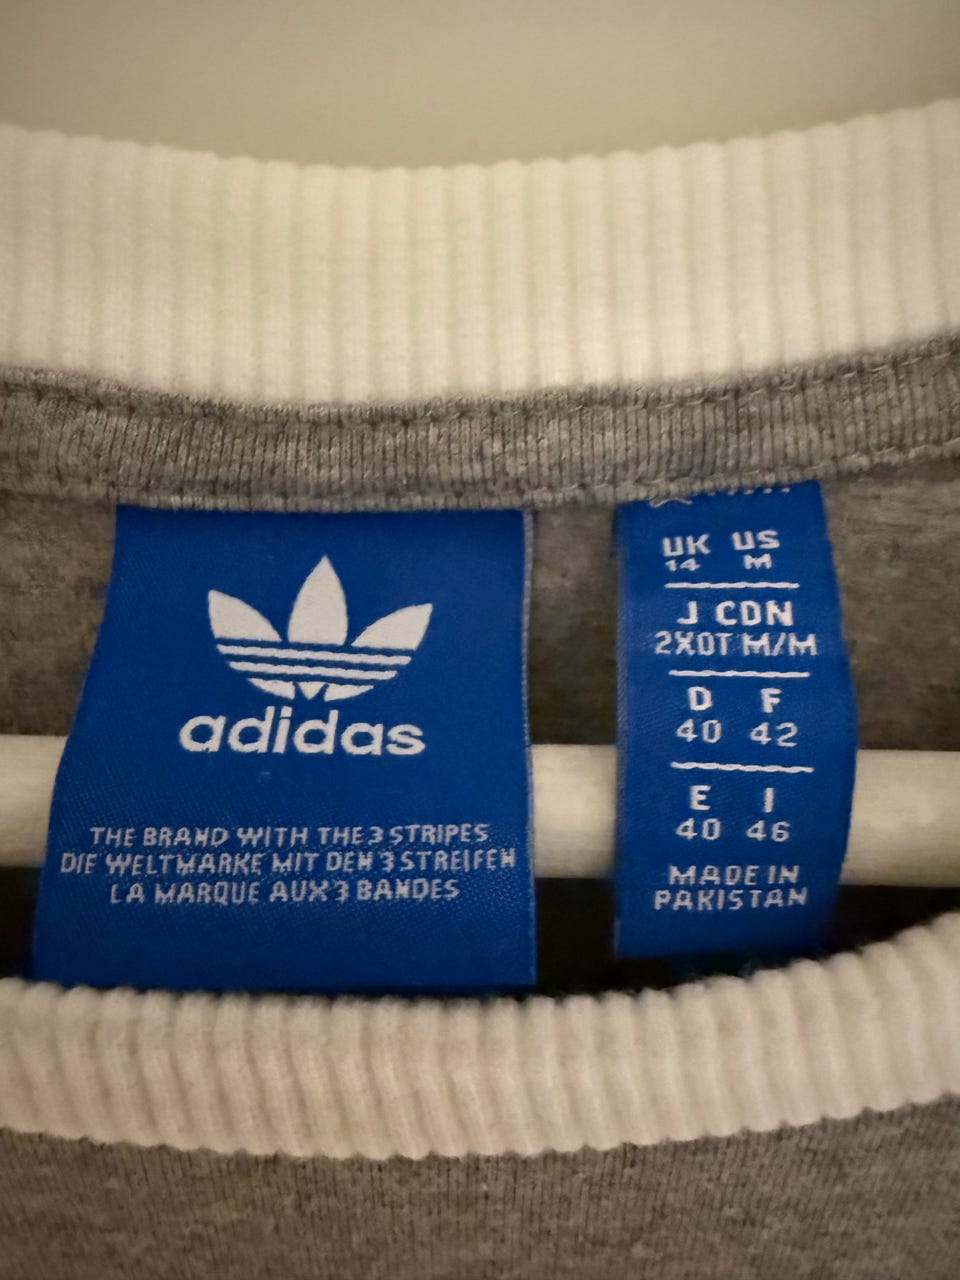 adidas
THE BRAND WITH THE 3 STRIPES
DIE WELTMARKE MIT DEN 3 STREIFEN
LA MARQUE AUX 3 BANDES
UK US
14 M
J CDN
2XOT M/M
D F
40 42
E I
40 46
MADE IN
PAKISTAN